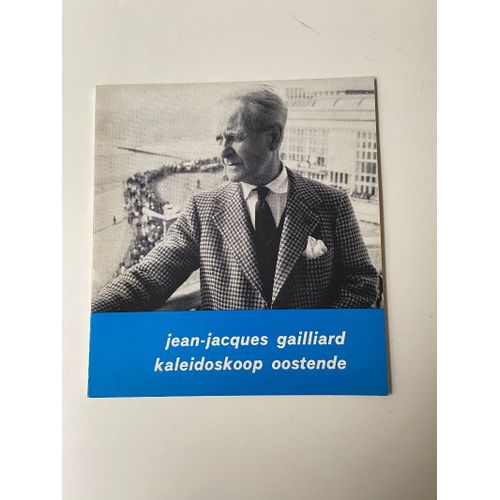 jean-jacques gailliard
kaleidoskoop oostende